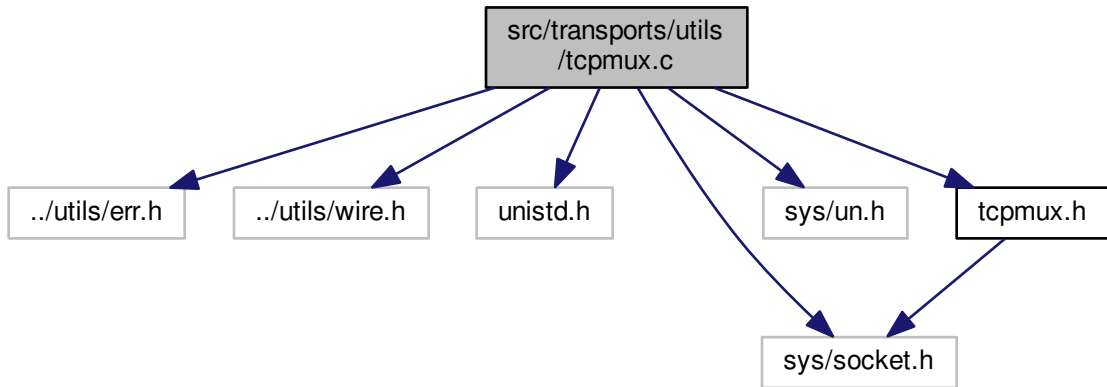 src/transports/utils
/tcpmux.c
../utils/err.h
../utils/wire.h
unistd.h
sys/un.h
tcpmux.h
sys/socket.h